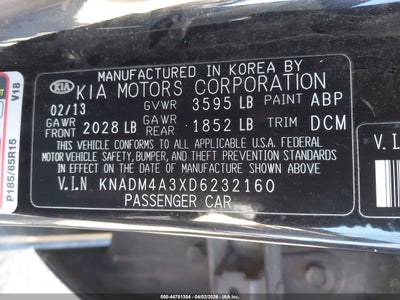 MANUFACTURED IN KOREA BY
KIA KIA MOTORS CORPORATION
02/13 GVWR 3595 LB PAINT ABP
GAWR FRONT 2028 LB GAWR REAR 1852 LB TRIM DCM
THIS VEHICLE CONFORMS TO ALL APPLICABLE U.S.A. FEDERAL
MOTOR VEHICLE SAFETY, BUMPER, AND THEFT PREVENTION STANDARDS
IN EFFECT ON THE DATE OF MANUFACTURE SHOWN ABOVE.
V.I.N. KNADM4A3XD6232160
PASSENGER CAR
V18
P185/65R15
V.I.
© IAA - 44781354 - 04/02/2026 -